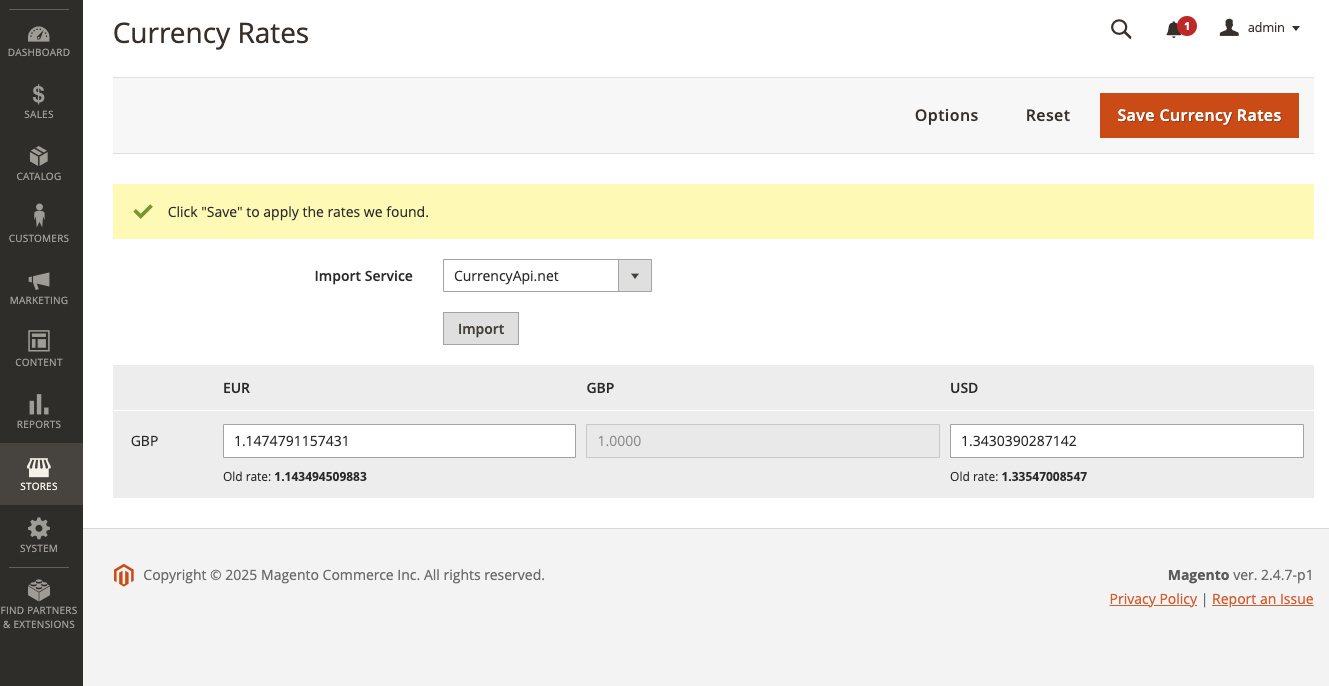 Currency Rates
1
admin
DASHBOARD
SALES
CATALOG
CUSTOMERS
MARKETING
CONTENT
REPORTS
STORES
SYSTEM
FIND PARTNERS
& EXTENSIONS
Options Reset Save Currency Rates
Click "Save" to apply the rates we found.
Import Service CurrencyApi.net
Import
EUR GBP USD
GBP 1.1474791157431 1.0000 1.3430390287142
Old rate: 1.143494509883 Old rate: 1.33547008547
Copyright © 2025 Magento Commerce Inc. All rights reserved. Magento ver. 2.4.7-p1
Privacy Policy | Report an Issue